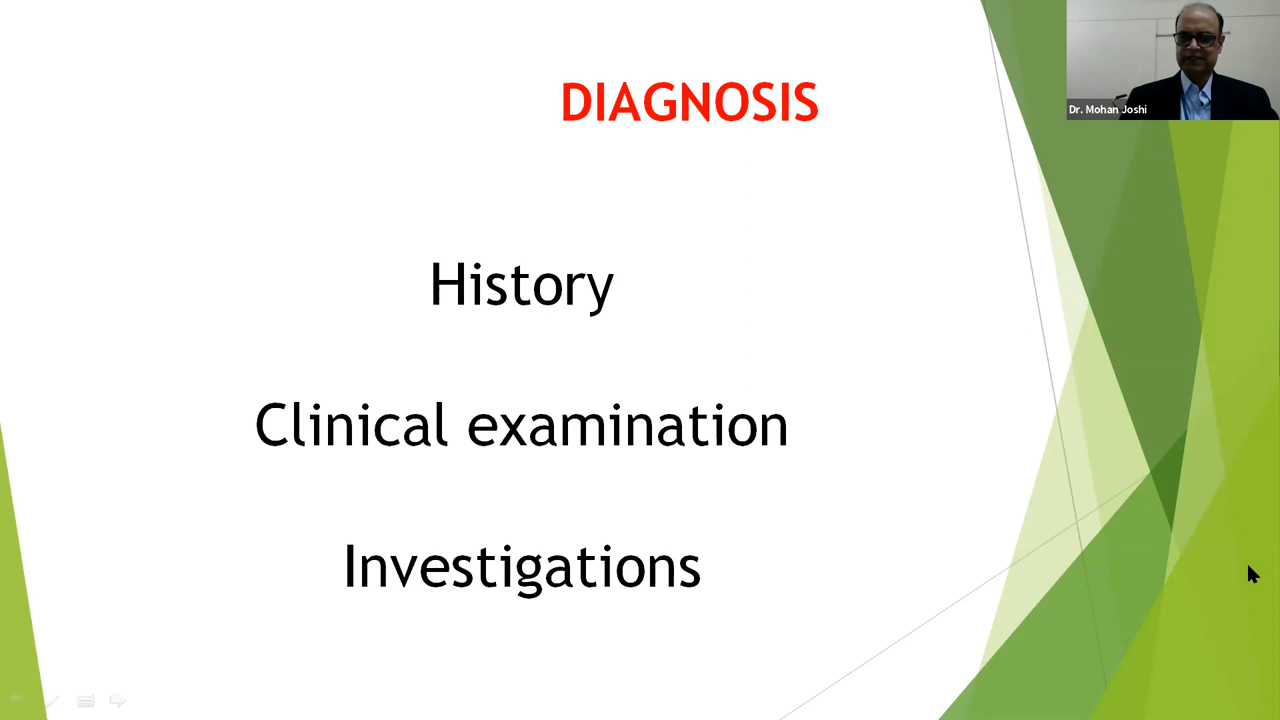 DIAGNOSIS
Dr. Mohan Joshi
History
Clinical examination
Investigations